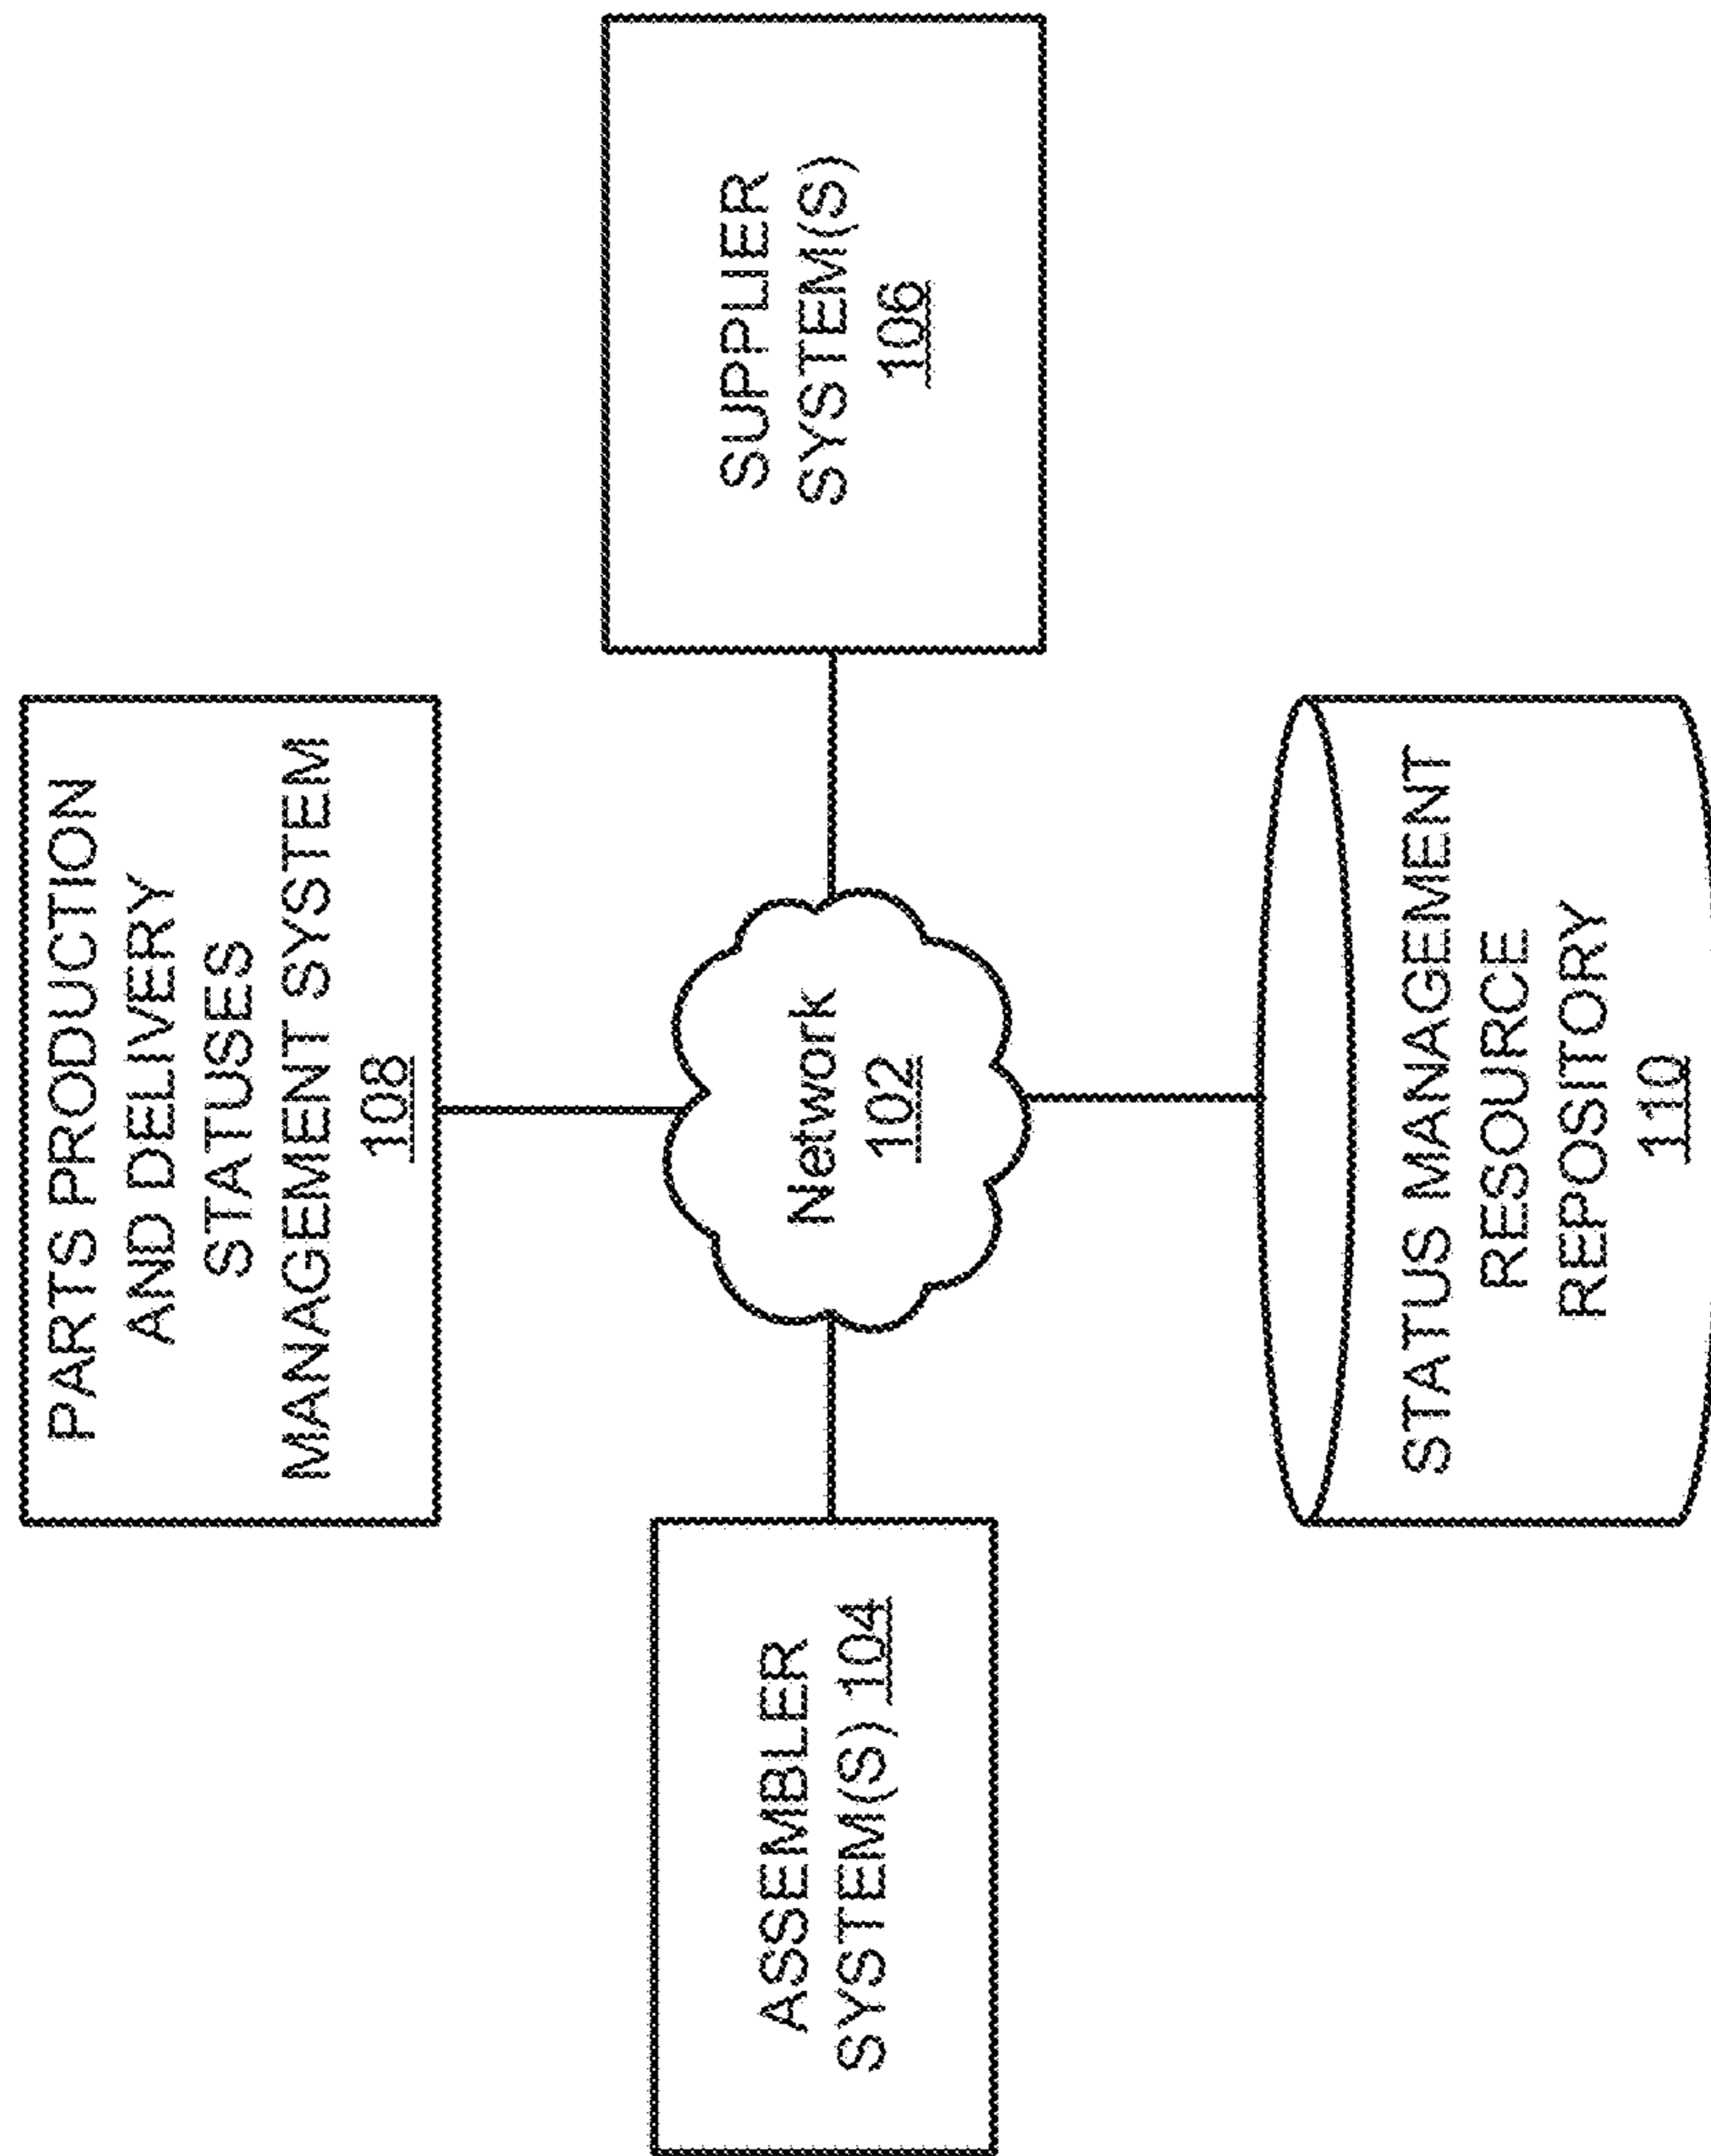 PARTS PRODUCTION
AND DELIVERY
STATUSES
MANAGEMENT SYSTEM
108
ASSEMBLER
SYSTEM(S) 104
Network
102
SUPPLIER
SYSTEM(S)
106
STATUS MANAGEMENT
RESOURCE
REPOSITORY
110